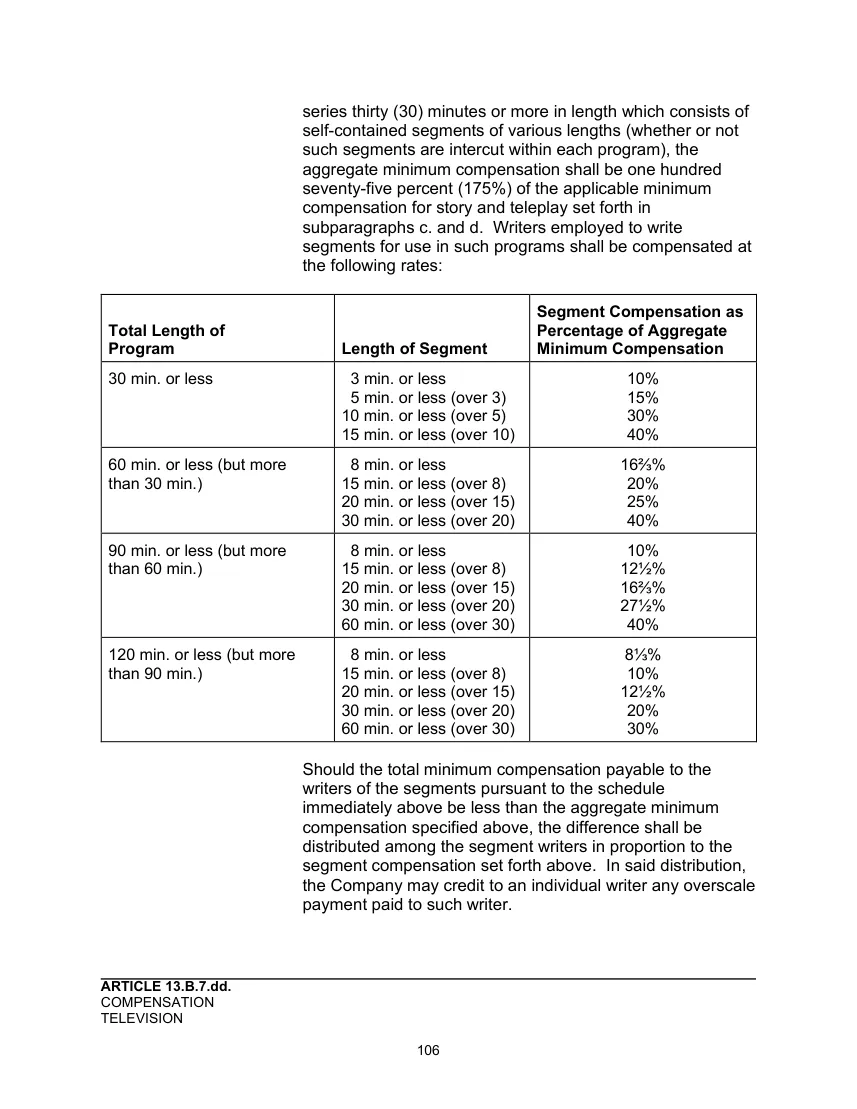 series thirty (30) minutes or more in length which consists of
self-contained segments of various lengths (whether or not
such segments are intercut within each program), the
aggregate minimum compensation shall be one hundred
seventy-five percent (175%) of the applicable minimum
compensation for story and teleplay set forth in
subparagraphs c. and d.  Writers employed to write
segments for use in such programs shall be compensated at
the following rates:
Total Length of
Program
Length of Segment
Segment Compensation as
Percentage of Aggregate
Minimum Compensation
30 min. or less 3 min. or less 10%
5 min. or less (over 3) 15%
10 min. or less (over 5) 30%
15 min. or less (over 10) 40%
60 min. or less (but more 8 min. or less 16⅔%
than 30 min.) 15 min. or less (over 8) 20%
20 min. or less (over 15) 25%
30 min. or less (over 20) 40%
90 min. or less (but more 8 min. or less 10%
than 60 min.) 15 min. or less (over 8) 12½%
20 min. or less (over 15) 16⅔%
30 min. or less (over 20) 27½%
60 min. or less (over 30) 40%
120 min. or less (but more 8 min. or less 8⅓%
than 90 min.) 15 min. or less (over 8) 10%
20 min. or less (over 15) 12½%
30 min. or less (over 20) 20%
60 min. or less (over 30) 30%
Should the total minimum compensation payable to the
writers of the segments pursuant to the schedule
immediately above be less than the aggregate minimum
compensation specified above, the difference shall be
distributed among the segment writers in proportion to the
segment compensation set forth above.  In said distribution,
the Company may credit to an individual writer any overscale
payment paid to such writer.
ARTICLE 13.B.7.dd.
COMPENSATION
TELEVISION
106